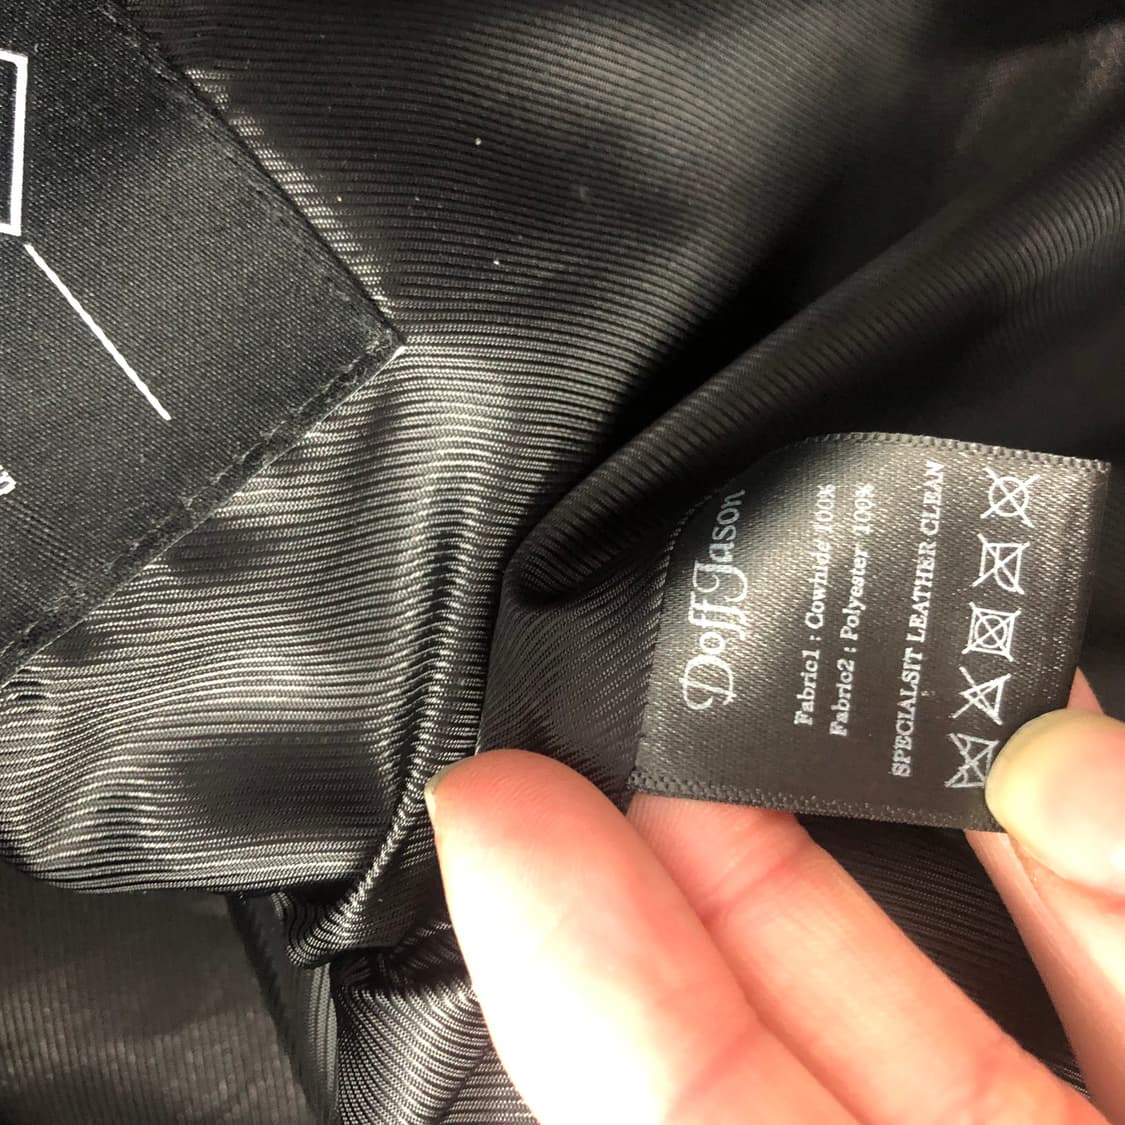 DoffJason
Fabric1 : Cowhide 100%
Fabric2 : Polyester 100%
SPECIALSIT LEATHER CLEAN